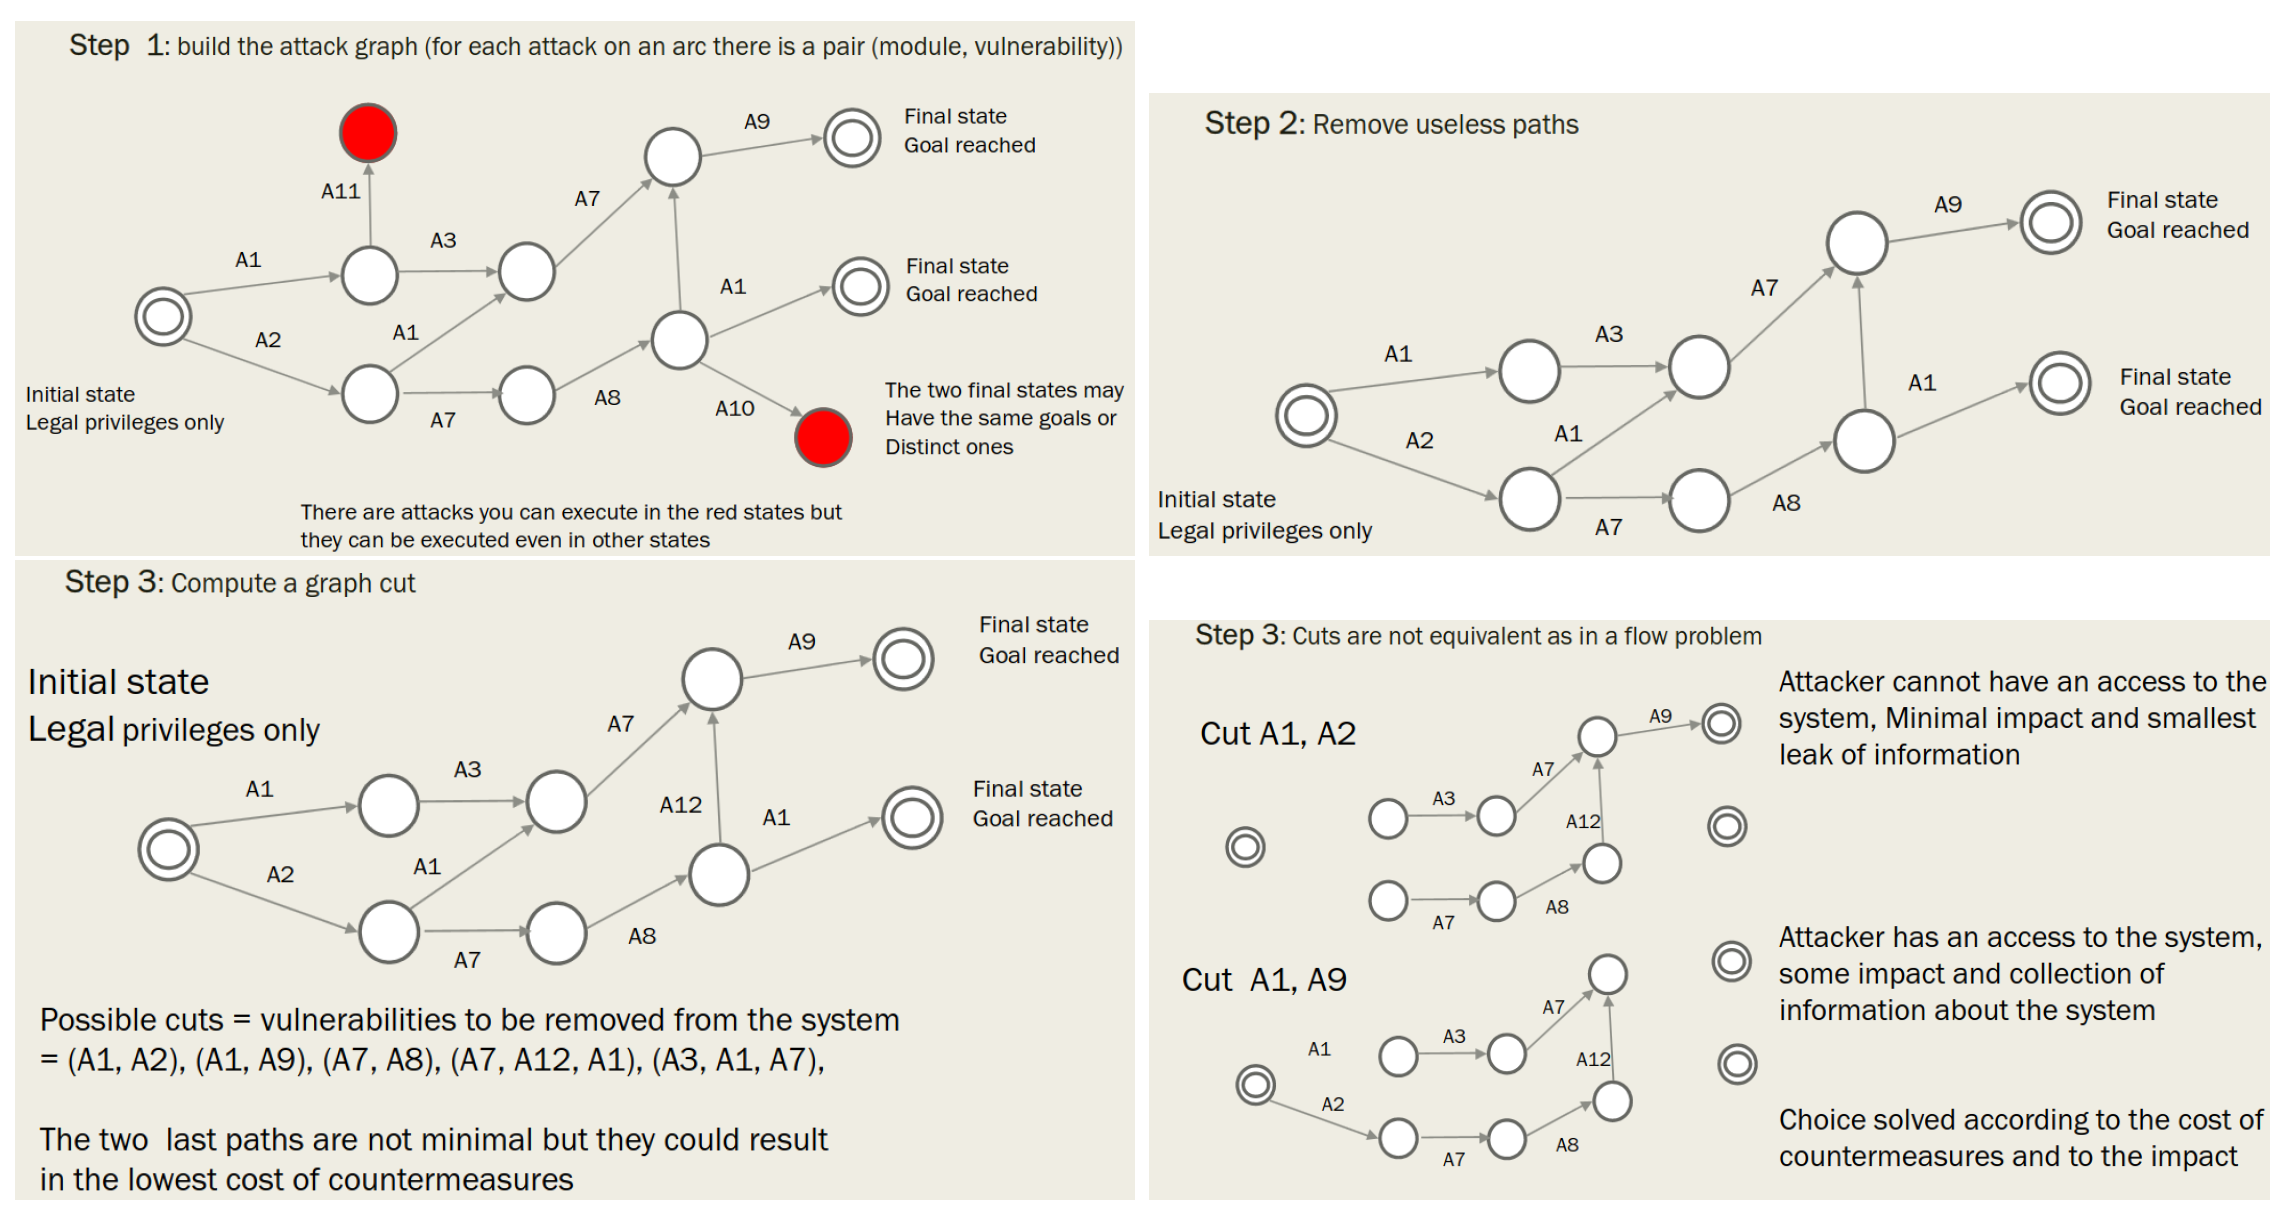 Step 1: build the attack graph (for each attack on an arc there is a pair (module, vulnerability))
A9
Final state
Goal reached
A11
A7
A3
A1
Final state
Goal reached
A1
A1
A2
Initial state
Legal privileges only
A7
A8
A10
The two final states may
Have the same goals or
Distinct ones
There are attacks you can execute in the red states but
they can be executed even in other states
Step 2: Remove useless paths
A9
Final state
Goal reached
A7
A3
A1
A1
Final state
Goal reached
A2
A1
A8
A7
Initial state
Legal privileges only
Step 3: Compute a graph cut
Initial state
Legal privileges only
A9
Final state
Goal reached
A7
A3
A1
A12
A1
Final state
Goal reached
A2
A1
A8
A7
Possible cuts = vulnerabilities to be removed from the system
= (A1, A2), (A1, A9), (A7, A8), (A7, A12, A1), (A3, A1, A7),
The two last paths are not minimal but they could result
in the lowest cost of countermeasures
Step 3: Cuts are not equivalent as in a flow problem
Cut A1, A2
A9
A7
A3
A12
A8
A7
Attacker cannot have an access to the
system, Minimal impact and smallest
leak of information
Cut A1, A9
A7
A1
A3
A12
A2
A8
A7
Attacker has an access to the system,
some impact and collection of
information about the system
Choice solved according to the cost of
countermeasures and to the impact